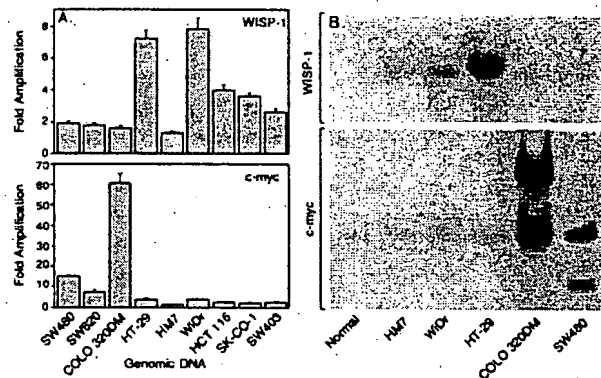 A
WISP-1
Fold Amplification
8
6
4
2
0
c-myc
Fold Amplification
75
60
50
40
30
20
10
0
SW480
SW620
COLO 320DM
HT-29
HM7
WiDr
HCT 116
SK-CO-1
SW403
Genomic DNA
B
WISP-1
c-myc
Normal
HM7
WiDr
HT-29
COLO 320DM
SW480